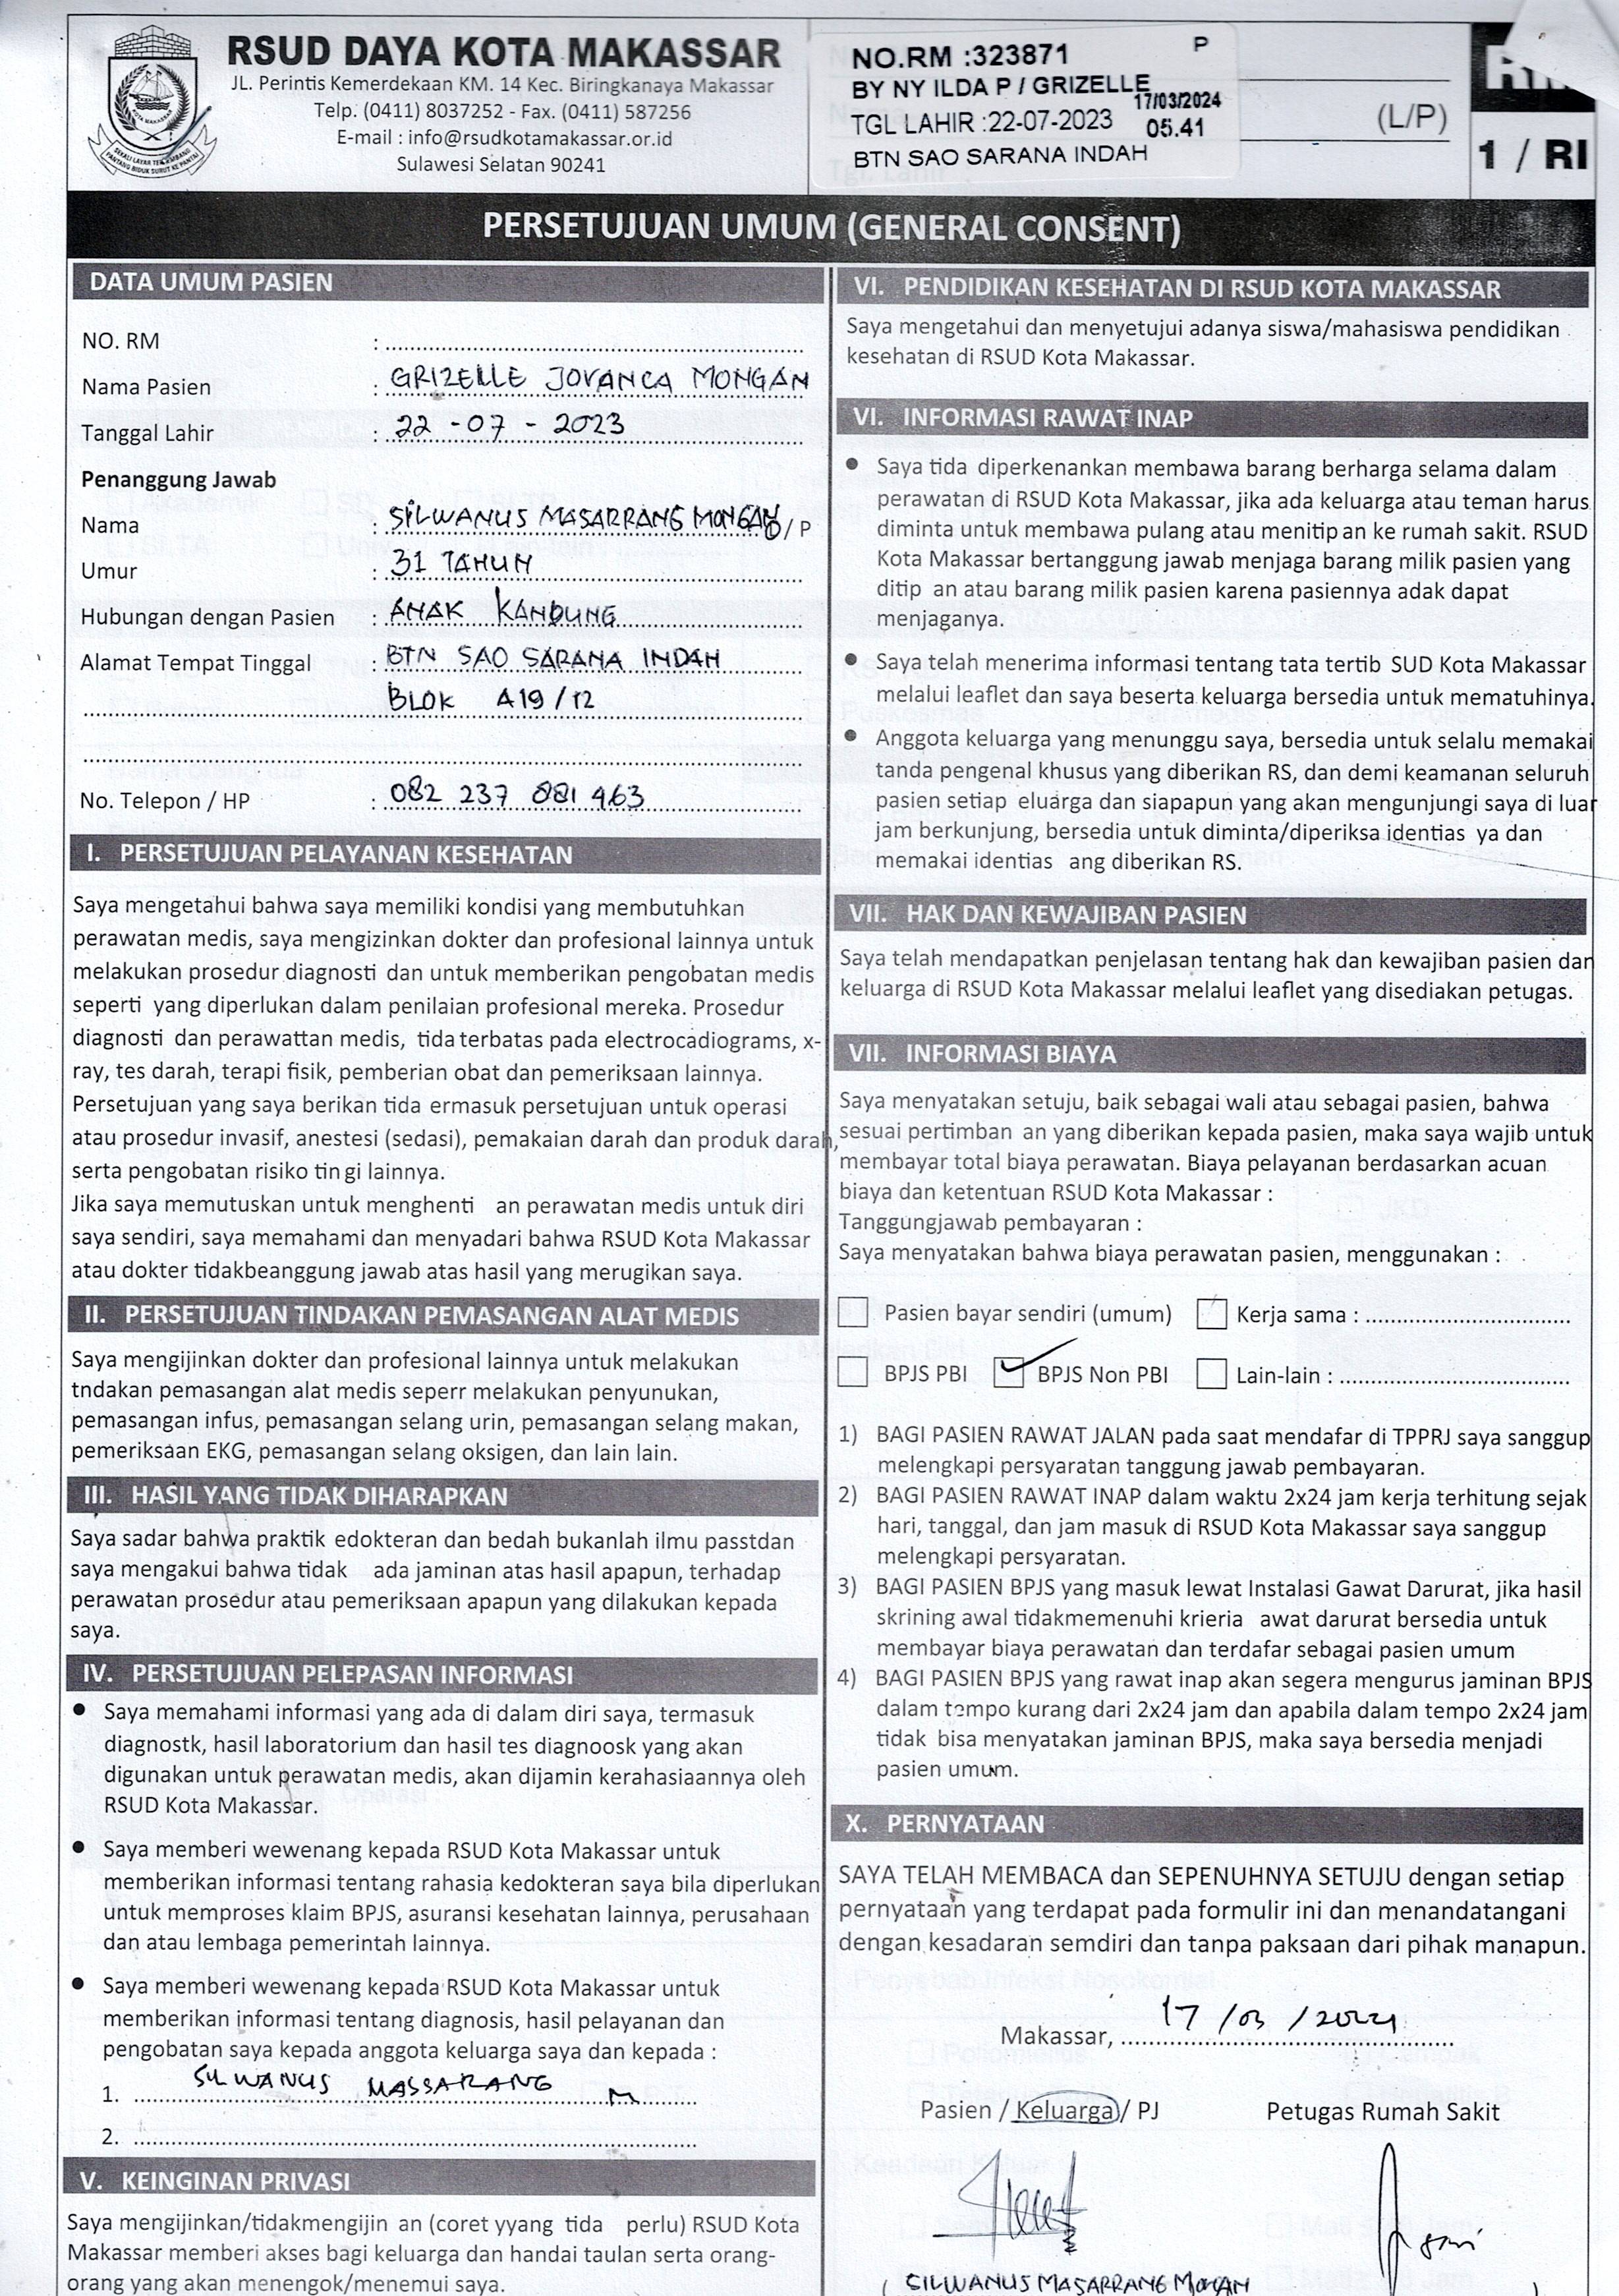 RSUD DAYA KOTA MAKASSAR
JL. Perintis Kemerdekaan KM. 14 Kec. Biringkanaya Makassar
Telp. (0411) 8037252 - Fax. (0411) 587256
E-mail : info@rsudkotamakassar.or.id
Sulawesi Selatan 90241
NO.RM :323871 P
BY NY ILDA P / GRIZELLE
17/03/2024
TGL LAHIR :22-07-2023 05.41
BTN SAO SARANA INDAH
(L/P)
1 / RI
PERSETUJUAN UMUM (GENERAL CONSENT)
DATA UMUM PASIEN
NO. RM :
Nama Pasien : GRIZELLE JOVANCA MONGAN
Tanggal Lahir : 22 - 07 - 2023
Penanggung Jawab
Nama : SILWANUS MASARRANG MONGAN / P
Umur : 31 TAHUN
Hubungan dengan Pasien : ANAK KANDUNG
Alamat Tempat Tinggal : BTN SAO SARANA INDAH
BLOK A19/12
No. Telepon / HP : 082 237 881 463
I. PERSETUJUAN PELAYANAN KESEHATAN
Saya mengetahui bahwa saya memiliki kondisi yang membutuhkan
perawatan medis, saya mengizinkan dokter dan profesional lainnya untuk
melakukan prosedur diagnosti dan untuk memberikan pengobatan medis
seperti yang diperlukan dalam penilaian profesional mereka. Prosedur
diagnosti dan perawattan medis, tida terbatas pada electrocadiograms, x-
ray, tes darah, terapi fisik, pemberian obat dan pemeriksaan lainnya.
Persetujuan yang saya berikan tida ermasuk persetujuan untuk operasi
atau prosedur invasif, anestesi (sedasi), pemakaian darah dan produk darah,
serta pengobatan risiko tin gi lainnya.
Jika saya memutuskan untuk menghenti an perawatan medis untuk diri
saya sendiri, saya memahami dan menyadari bahwa RSUD Kota Makassar
atau dokter tidakbeanggung jawab atas hasil yang merugikan saya.
II. PERSETUJUAN TINDAKAN PEMASANGAN ALAT MEDIS
Saya mengijinkan dokter dan profesional lainnya untuk melakukan
tndakan pemasangan alat medis seperr melakukan penyunukan,
pemasangan infus, pemasangan selang urin, pemasangan selang makan,
pemeriksaan EKG, pemasangan selang oksigen, dan lain lain.
III. HASIL YANG TIDAK DIHARAPKAN
Saya sadar bahwa praktik edokteran dan bedah bukanlah ilmu passtdan
saya mengakui bahwa tidak ada jaminan atas hasil apapun, terhadap
perawatan prosedur atau pemeriksaan apapun yang dilakukan kepada
saya.
IV. PERSETUJUAN PELEPASAN INFORMASI
• Saya memahami informasi yang ada di dalam diri saya, termasuk
diagnostk, hasil laboratorium dan hasil tes diagnoosk yang akan
digunakan untuk perawatan medis, akan dijamin kerahasiaannya oleh
RSUD Kota Makassar.
• Saya memberi wewenang kepada RSUD Kota Makassar untuk
memberikan informasi tentang rahasia kedokteran saya bila diperlukan
untuk memproses klaim BPJS, asuransi kesehatan lainnya, perusahaan
dan atau lembaga pemerintah lainnya.
• Saya memberi wewenang kepada RSUD Kota Makassar untuk
memberikan informasi tentang diagnosis, hasil pelayanan dan
pengobatan saya kepada anggota keluarga saya dan kepada :
1. SILWANUS MASSARANG M
2.
V. KEINGINAN PRIVASI
Saya mengijinkan/tidakmengijin an (coret yyang tida perlu) RSUD Kota
Makassar memberi akses bagi keluarga dan handai taulan serta orang-
orang yang akan menengok/menemui saya.
VI. PENDIDIKAN KESEHATAN DI RSUD KOTA MAKASSAR
Saya mengetahui dan menyetujui adanya siswa/mahasiswa pendidikan
kesehatan di RSUD Kota Makassar.
VI. INFORMASI RAWAT INAP
• Saya tida diperkenankan membawa barang berharga selama dalam
perawatan di RSUD Kota Makassar, jika ada keluarga atau teman harus
diminta untuk membawa pulang atau menitip an ke rumah sakit. RSUD
Kota Makassar bertanggung jawab menjaga barang milik pasien yang
ditip an atau barang milik pasien karena pasiennya adak dapat
menjaganya.
• Saya telah menerima informasi tentang tata tertib SUD Kota Makassar
melalui leaflet dan saya beserta keluarga bersedia untuk mematuhinya.
• Anggota keluarga yang menunggu saya, bersedia untuk selalu memakai
tanda pengenal khusus yang diberikan RS, dan demi keamanan seluruh
pasien setiap eluarga dan siapapun yang akan mengunjungi saya di luar
jam berkunjung, bersedia untuk diminta/diperiksa identias ya dan
memakai identias ang diberikan RS.
VII. HAK DAN KEWAJIBAN PASIEN
Saya telah mendapatkan penjelasan tentang hak dan kewajiban pasien dan
keluarga di RSUD Kota Makassar melalui leaflet yang disediakan petugas.
VII. INFORMASI BIAYA
Saya menyatakan setuju, baik sebagai wali atau sebagai pasien, bahwa
sesuai pertimban an yang diberikan kepada pasien, maka saya wajib untuk
membayar total biaya perawatan. Biaya pelayanan berdasarkan acuan
biaya dan ketentuan RSUD Kota Makassar :
Tanggungjawab pembayaran :
Saya menyatakan bahwa biaya perawatan pasien, menggunakan :
Pasien bayar sendiri (umum) Kerja sama :
BPJS PBI ✓ BPJS Non PBI Lain-lain :
1) BAGI PASIEN RAWAT JALAN pada saat mendafar di TPPRJ saya sanggup
melengkapi persyaratan tanggung jawab pembayaran.
2) BAGI PASIEN RAWAT INAP dalam waktu 2x24 jam kerja terhitung sejak
hari, tanggal, dan jam masuk di RSUD Kota Makassar saya sanggup
melengkapi persyaratan.
3) BAGI PASIEN BPJS yang masuk lewat Instalasi Gawat Darurat, jika hasil
skrining awal tidakmemenuhi krieria awat darurat bersedia untuk
membayar biaya perawatan dan terdafar sebagai pasien umum
4) BAGI PASIEN BPJS yang rawat inap akan segera mengurus jaminan BPJS
dalam tempo kurang dari 2x24 jam dan apabila dalam tempo 2x24 jam
tidak bisa menyatakan jaminan BPJS, maka saya bersedia menjadi
pasien umum.
X. PERNYATAAN
SAYA TELAH MEMBACA dan SEPENUHNYA SETUJU dengan setiap
pernyataan yang terdapat pada formulir ini dan menandatangani
dengan kesadaran semdiri dan tanpa paksaan dari pihak manapun.
Makassar, 17 / 03 / 2024
Pasien / Keluarga / PJ Petugas Rumah Sakit
( SILWANUS MASARRANG MONGAN )